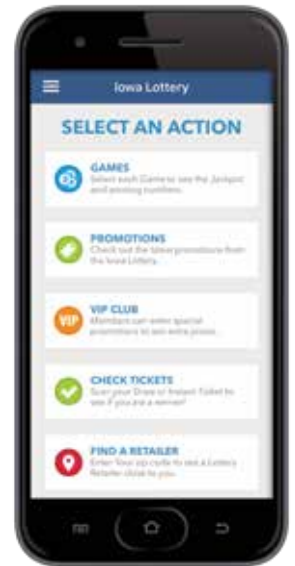 Iowa Lottery
SELECT AN ACTION
GAMES
Select each Game to see the Jackpot
and winning numbers.
PROMOTIONS
Check out the latest promotions from
the Iowa Lottery.
VIP
VIP CLUB
Members can enter special
promotions to win extra prizes.
CHECK TICKETS
Scan your Draw or Instant Ticket to
see if you are a winner!
FIND A RETAILER
Enter Your zip code to see a Lottery
Retailer close to you.